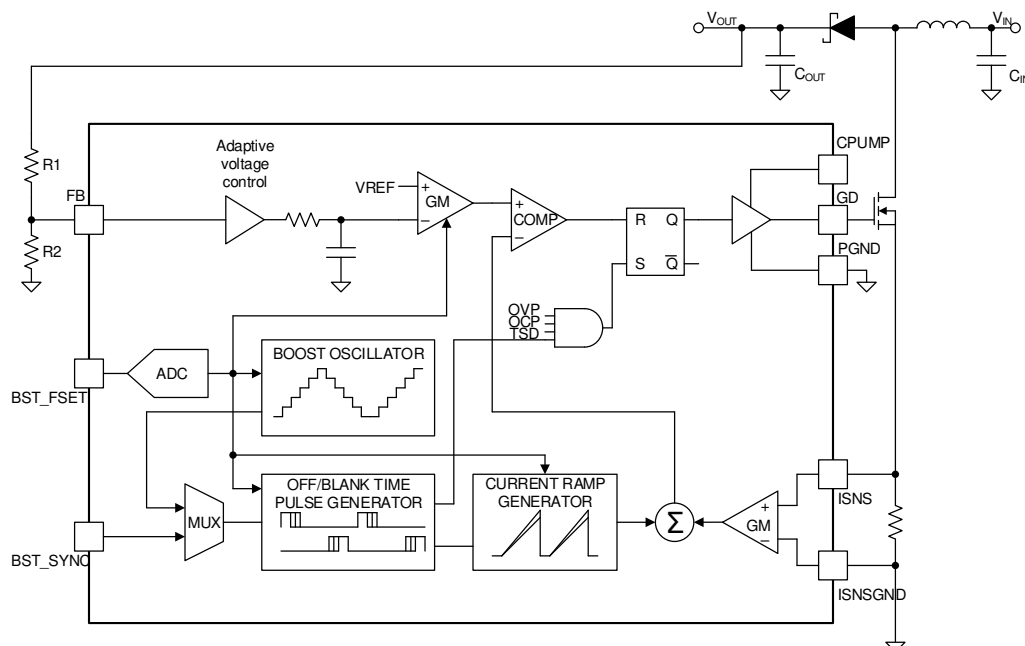 VOUT
VIN
COUT
CIN
R1
R2
Adaptive
voltage
control
FB
VREF
+
GM
−
+
COMP
−
R Q
S Q
CPUMP
GD
PGND
OVP
OCP
TSD
ADC
BST_FSET
BOOST OSCILLATOR
MUX
BST_SYNC
OFF/BLANK TIME
PULSE GENERATOR
CURRENT RAMP
GENERATOR
Σ
+
GM
−
ISNS
ISNSGND